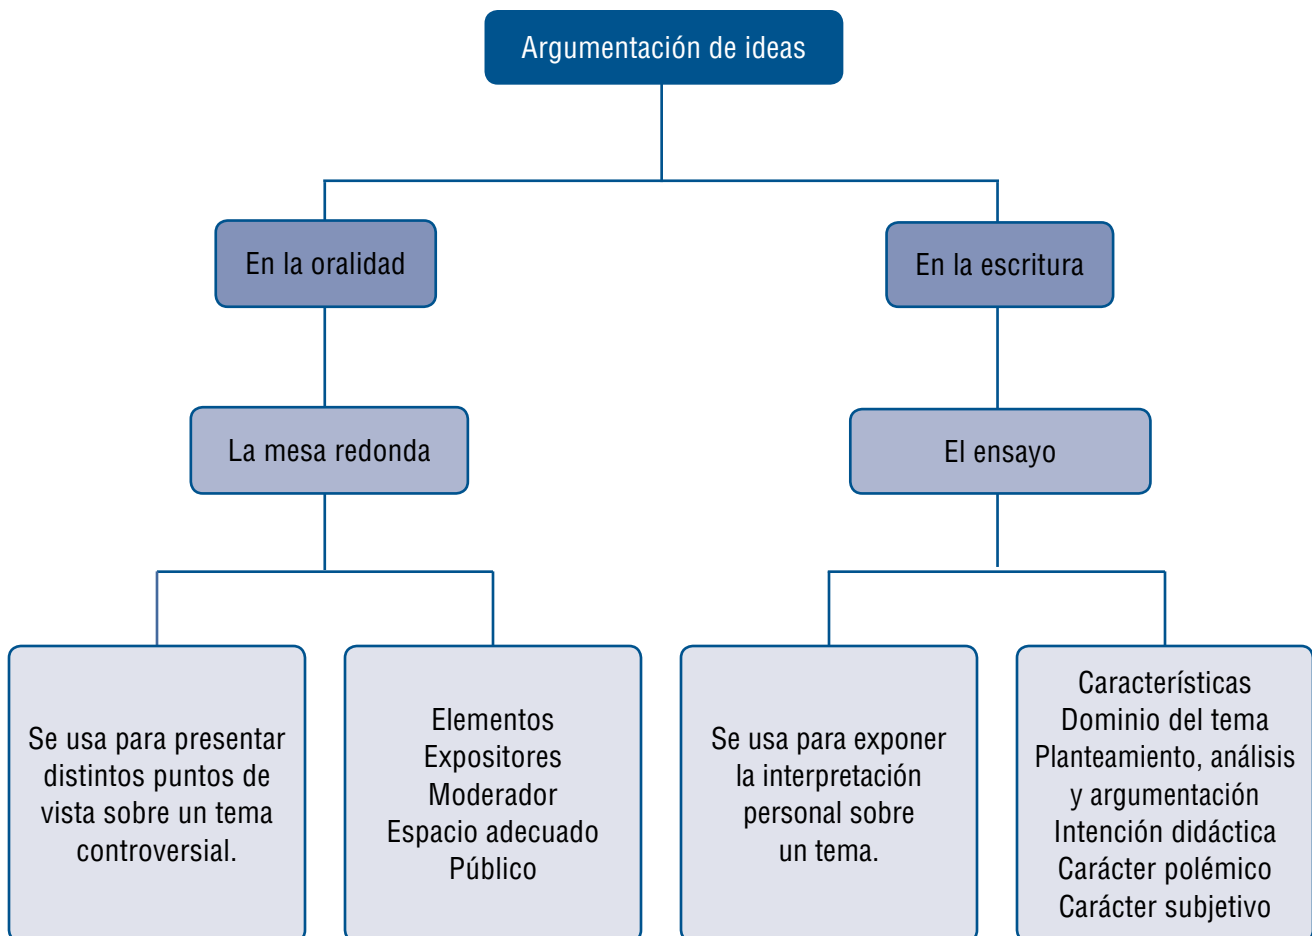 Argumentación de ideas
En la oralidad
En la escritura
La mesa redonda
El ensayo
Se usa para presentar
distintos puntos de
vista sobre un tema
controversial.
Elementos
Expositores
Moderador
Espacio adecuado
Público
Se usa para exponer
la interpretación
personal sobre
un tema.
Características
Dominio del tema
Planteamiento, análisis
y argumentación
Intención didáctica
Carácter polémico
Carácter subjetivo